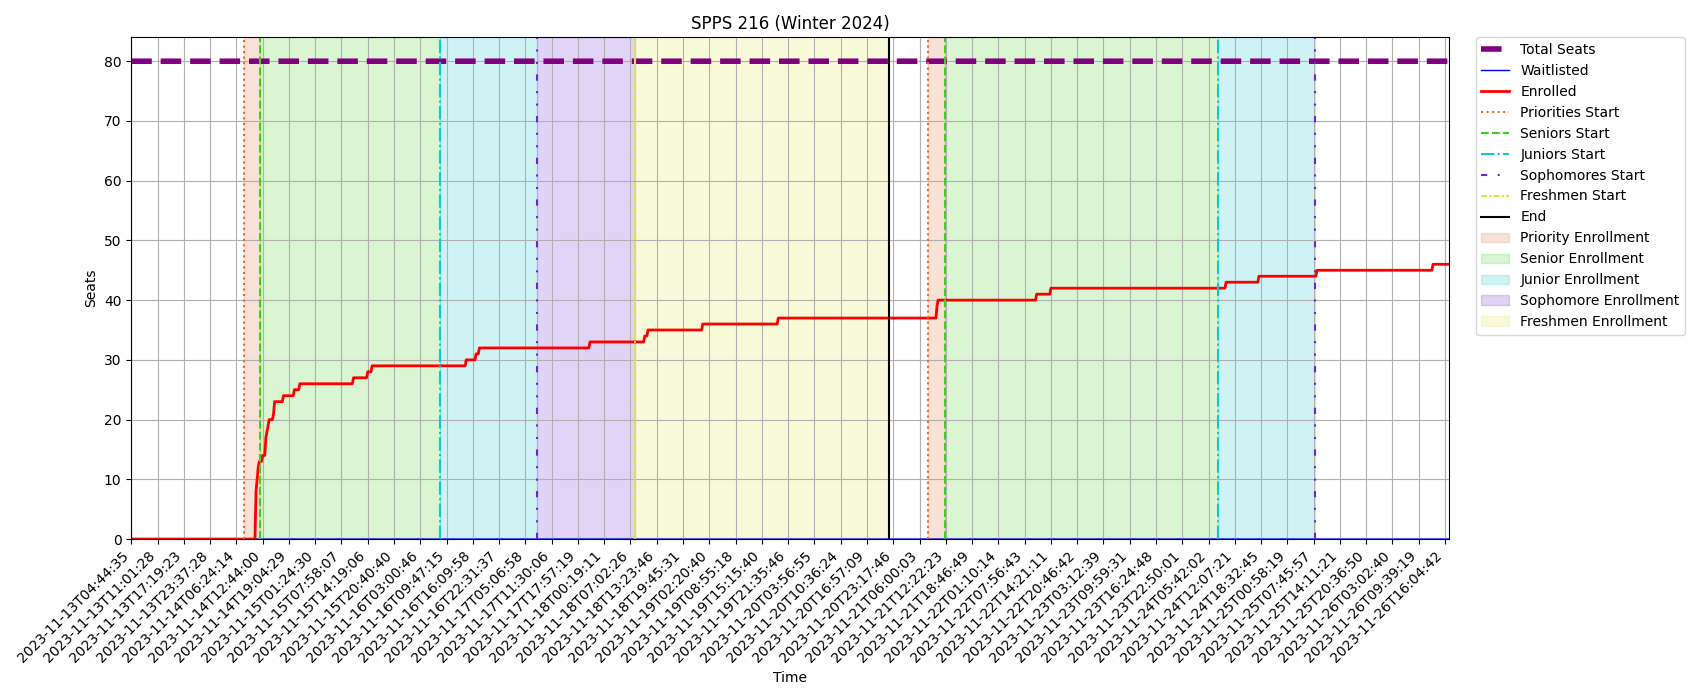 SPPS 216 (Winter 2024)
80
70
60
50
40
30
20
10
0
Seats
2023-11-13T04:44:35
2023-11-13T11:01:28
2023-11-13T17:19:23
2023-11-13T23:37:28
2023-11-14T06:24:14
2023-11-14T12:44:00
2023-11-14T19:04:29
2023-11-15T01:24:30
2023-11-15T07:58:07
2023-11-15T14:19:06
2023-11-15T20:40:40
2023-11-16T03:00:46
2023-11-16T09:47:15
2023-11-16T16:09:58
2023-11-16T22:31:37
2023-11-17T05:06:58
2023-11-17T11:30:06
2023-11-17T17:57:19
2023-11-18T00:19:11
2023-11-18T07:02:26
2023-11-18T13:23:46
2023-11-18T19:45:31
2023-11-19T02:20:40
2023-11-19T08:55:18
2023-11-19T15:15:40
2023-11-19T21:35:46
2023-11-20T03:56:55
2023-11-20T10:36:24
2023-11-20T16:57:09
2023-11-20T23:17:46
2023-11-21T06:00:03
2023-11-21T12:22:23
2023-11-21T18:46:49
2023-11-22T01:10:14
2023-11-22T07:56:43
2023-11-22T14:21:11
2023-11-22T20:46:42
2023-11-23T03:12:39
2023-11-23T09:59:31
2023-11-23T16:24:48
2023-11-23T22:50:01
2023-11-24T05:42:02
2023-11-24T12:07:21
2023-11-24T18:32:45
2023-11-25T00:58:19
2023-11-25T07:45:57
2023-11-25T14:11:21
2023-11-25T20:36:50
2023-11-26T03:02:40
2023-11-26T09:39:19
2023-11-26T16:04:42
Time
Total Seats
Waitlisted
Enrolled
Priorities Start
Seniors Start
Juniors Start
Sophomores Start
Freshmen Start
End
Priority Enrollment
Senior Enrollment
Junior Enrollment
Sophomore Enrollment
Freshmen Enrollment